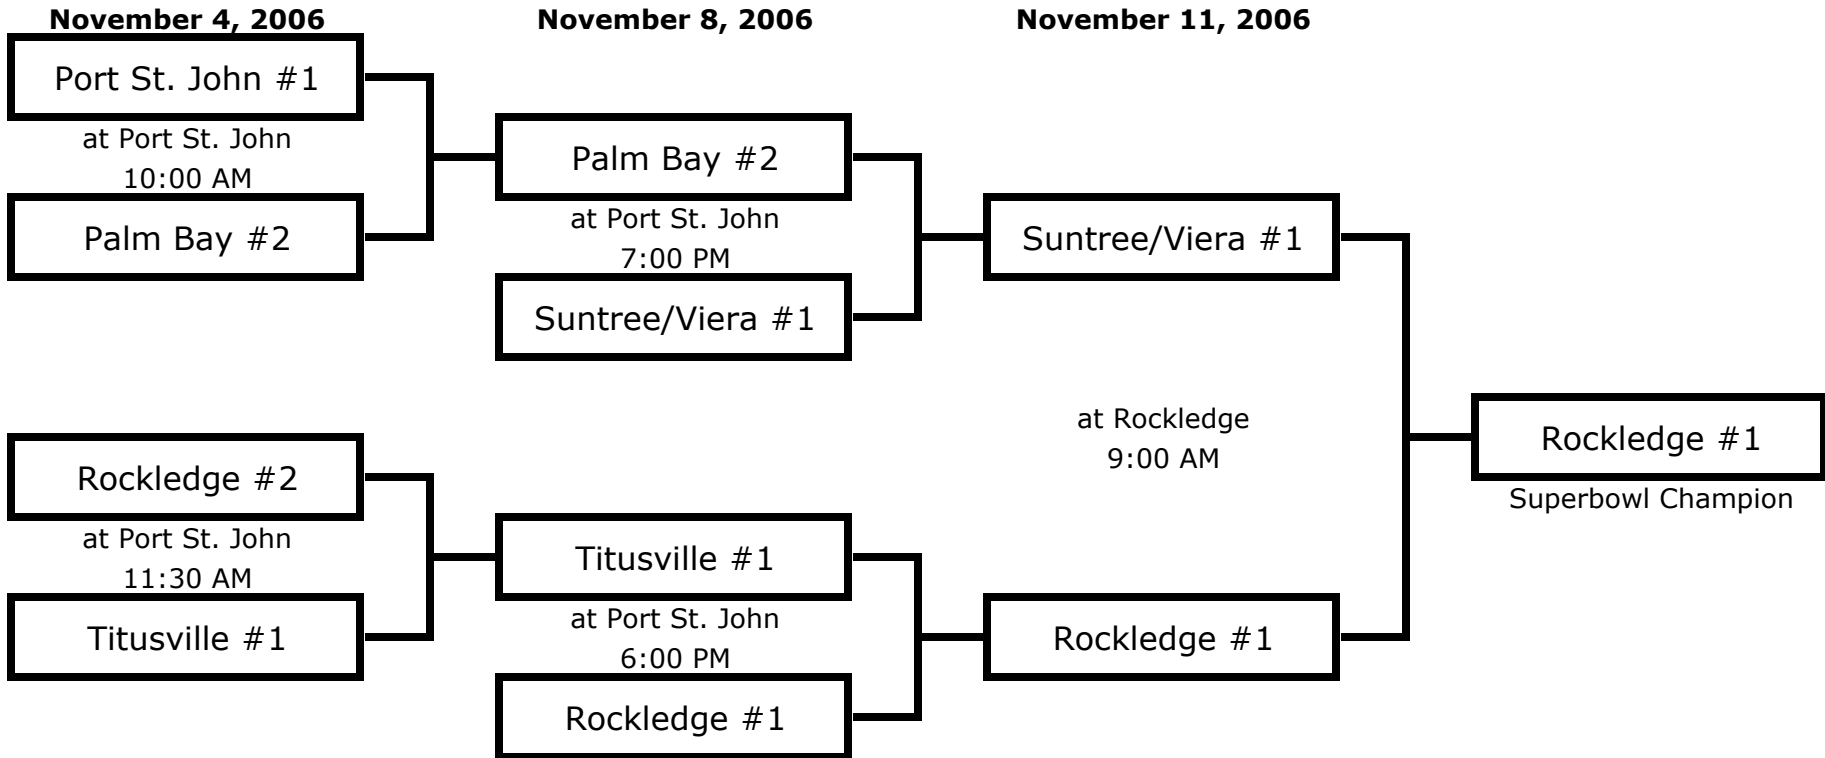 November 4, 2006
November 8, 2006
November 11, 2006
Port St. John #1
at Port St. John
10:00 AM
Palm Bay #2
Palm Bay #2
at Port St. John
7:00 PM
Suntree/Viera #1
Suntree/Viera #1
at Rockledge
9:00 AM
Rockledge #1
Superbowl Champion
Rockledge #2
at Port St. John
11:30 AM
Titusville #1
Titusville #1
at Port St. John
6:00 PM
Rockledge #1
Rockledge #1